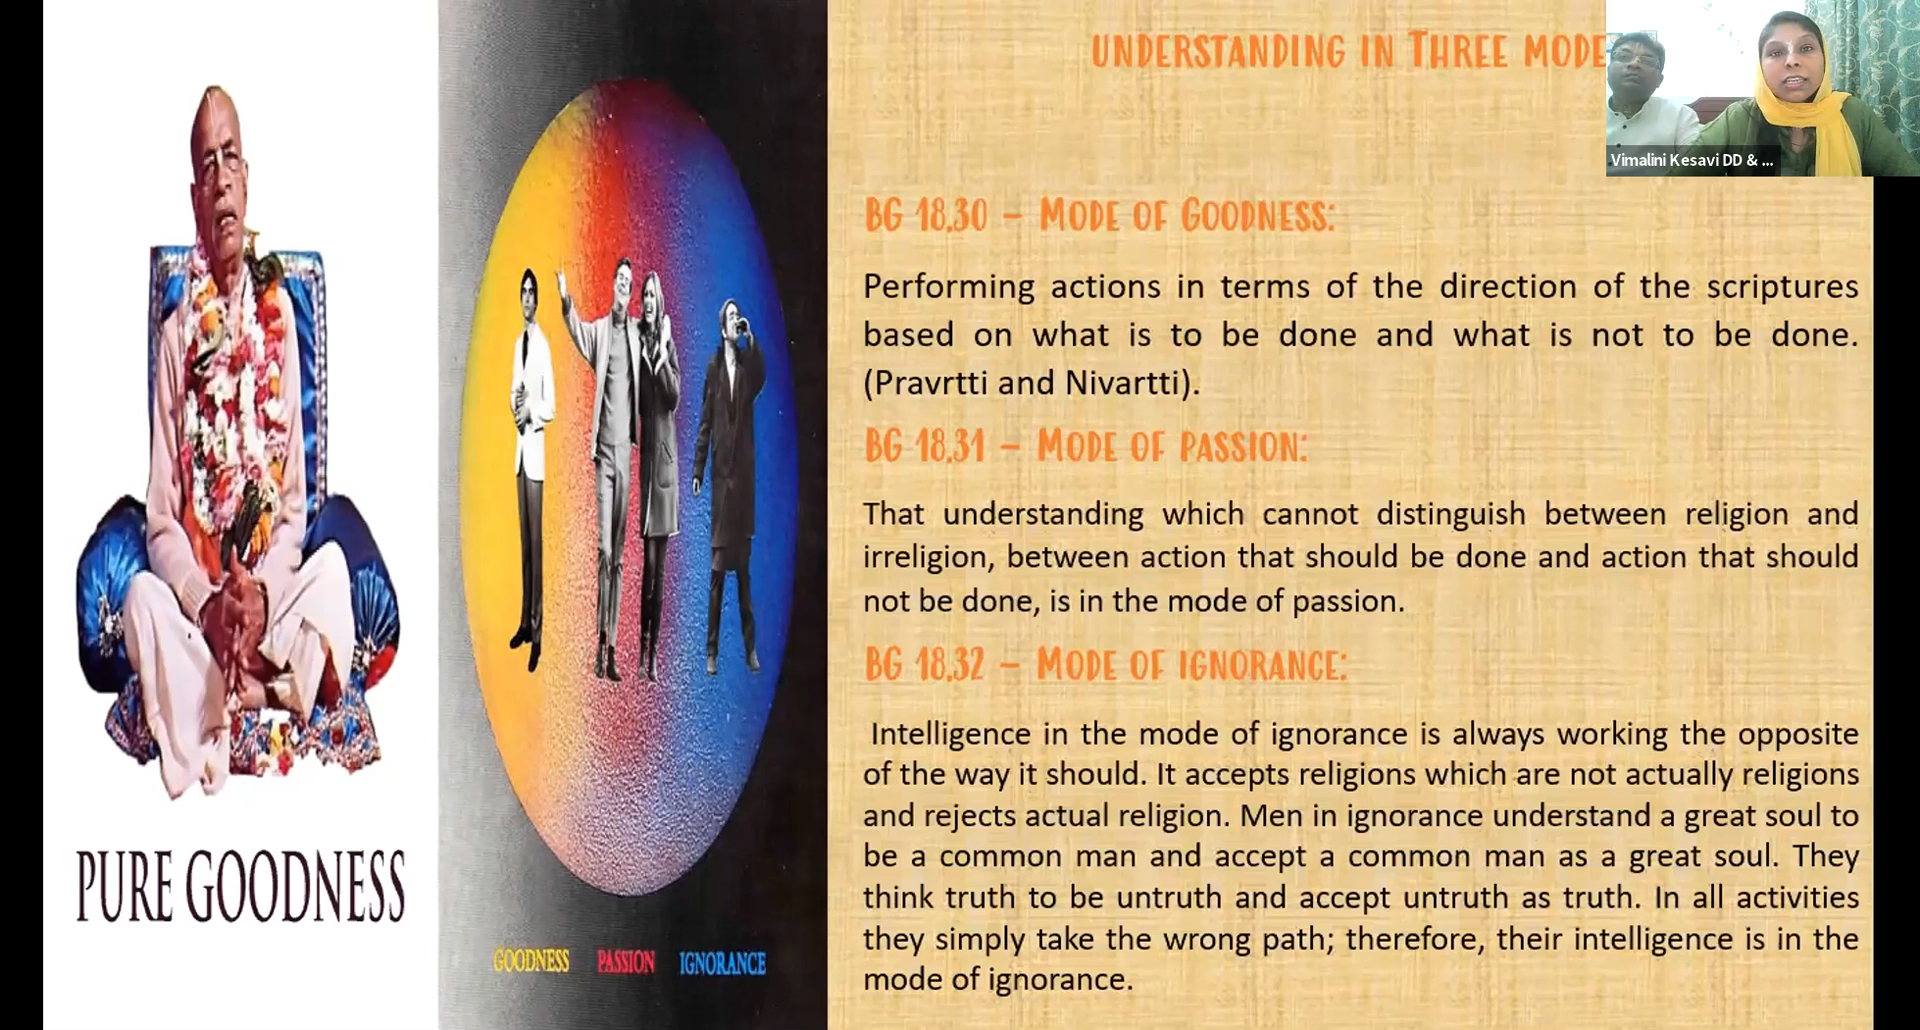 UNDERSTANDING IN THREE MODE
Vimalini Kesavi DD & ...
BG 18.30 – MODE OF GOODNESS:
Performing actions in terms of the direction of the scriptures
based on what is to be done and what is not to be done.
(Pravrtti and Nivartti).
BG 18.31 – MODE OF PASSION:
That understanding which cannot distinguish between religion and
irreligion, between action that should be done and action that should
not be done, is in the mode of passion.
BG 18.32 – MODE OF IGNORANCE:
Intelligence in the mode of ignorance is always working the opposite
of the way it should. It accepts religions which are not actually religions
and rejects actual religion. Men in ignorance understand a great soul to
be a common man and accept a common man as a great soul. They
think truth to be untruth and accept untruth as truth. In all activities
they simply take the wrong path; therefore, their intelligence is in the
mode of ignorance.
PURE GOODNESS
GOODNESS PASSION IGNORANCE